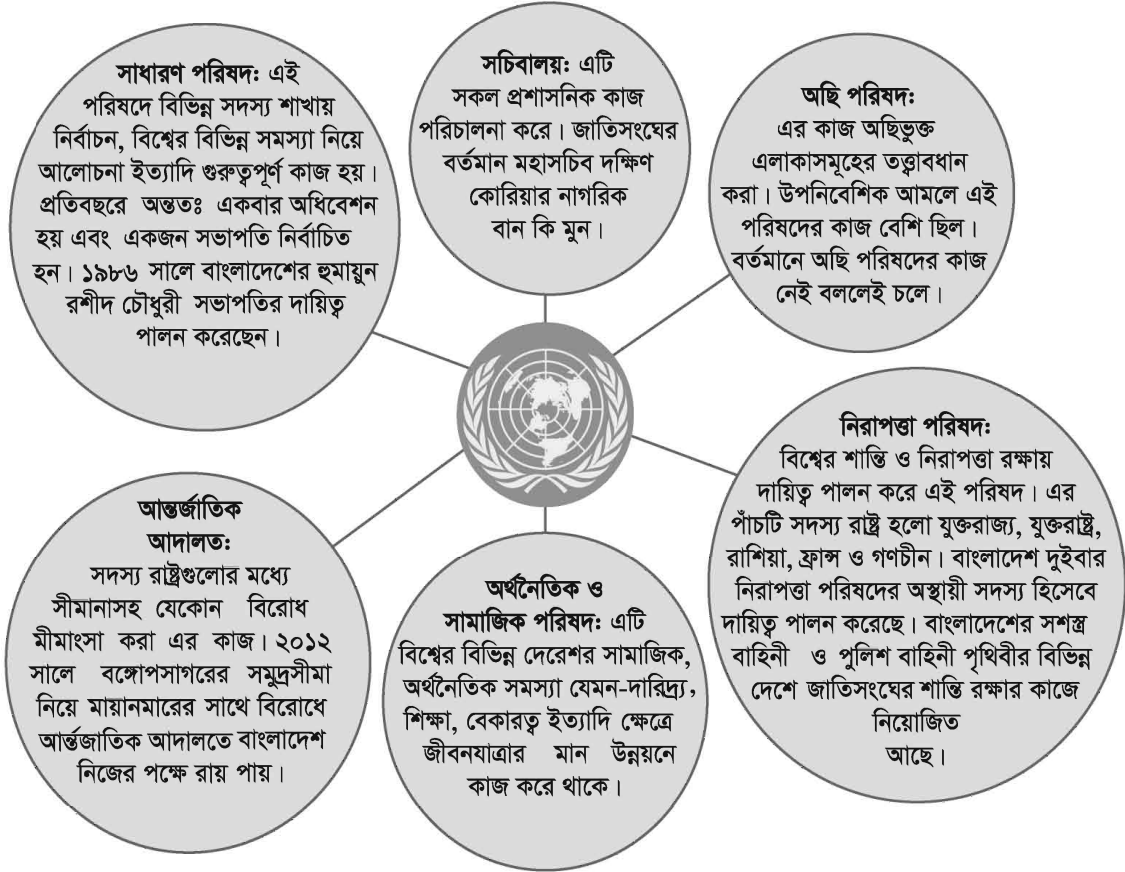 সাধারণ পরিষদ: এই
পরিষদে বিভিন্ন সদস্য শাখায়
নির্বাচন, বিশ্বের বিভিন্ন সমস্যা নিয়ে
আলোচনা ইত্যাদি গুরুত্বপূর্ণ কাজ হয়।
প্রতিবছরে অন্ততঃ একবার অধিবেশন
হয় এবং একজন সভাপতি নির্বাচিত
হন। ১৯৮৬ সালে বাংলাদেশের হুমায়ুন
রশীদ চৌধুরী সভাপতির দায়িত্ব
পালন করেছেন।
সচিবালয়: এটি
সকল প্রশাসনিক কাজ
পরিচালনা করে। জাতিসংঘের
বর্তমান মহাসচিব দক্ষিণ
কোরিয়ার নাগরিক
বান কি মুন।
অছি পরিষদ:
এর কাজ অছিভুক্ত
এলাকাসমূহের তত্ত্বাবধান
করা। উপনিবেশিক আমলে এই
পরিষদের কাজ বেশি ছিল।
বর্তমানে অছি পরিষদের কাজ
নেই বললেই চলে।
আন্তর্জাতিক
আদালত:
সদস্য রাষ্ট্রগুলোর মধ্যে
সীমানাসহ যেকোন বিরোধ
মীমাংসা করা এর কাজ। ২০১২
সালে বঙ্গোপসাগরের সমুদ্রসীমা
নিয়ে মায়ানমারের সাথে বিরোধে
আর্ন্তজাতিক আদালতে বাংলাদেশ
নিজের পক্ষে রায় পায়।
অর্থনৈতিক ও
সামাজিক পরিষদ: এটি
বিশ্বের বিভিন্ন দেরেশর সামাজিক,
অর্থনৈতিক সমস্যা যেমন-দারিদ্র্য,
শিক্ষা, বেকারত্ব ইত্যাদি ক্ষেত্রে
জীবনযাত্রার মান উন্নয়নে
কাজ করে থাকে।
নিরাপত্তা পরিষদ:
বিশ্বের শান্তি ও নিরাপত্তা রক্ষায়
দায়িত্ব পালন করে এই পরিষদ। এর
পাঁচটি সদস্য রাষ্ট্র হলো যুক্তরাজ্য, যুক্তরাষ্ট্র,
রাশিয়া, ফ্রান্স ও গণচীন। বাংলাদেশ দুইবার
নিরাপত্তা পরিষদের অস্থায়ী সদস্য হিসেবে
দায়িত্ব পালন করেছে। বাংলাদেশের সশস্ত্র
বাহিনী ও পুলিশ বাহিনী পৃথিবীর বিভিন্ন
দেশে জাতিসংঘের শান্তি রক্ষার কাজে
নিয়োজিত
আছে।